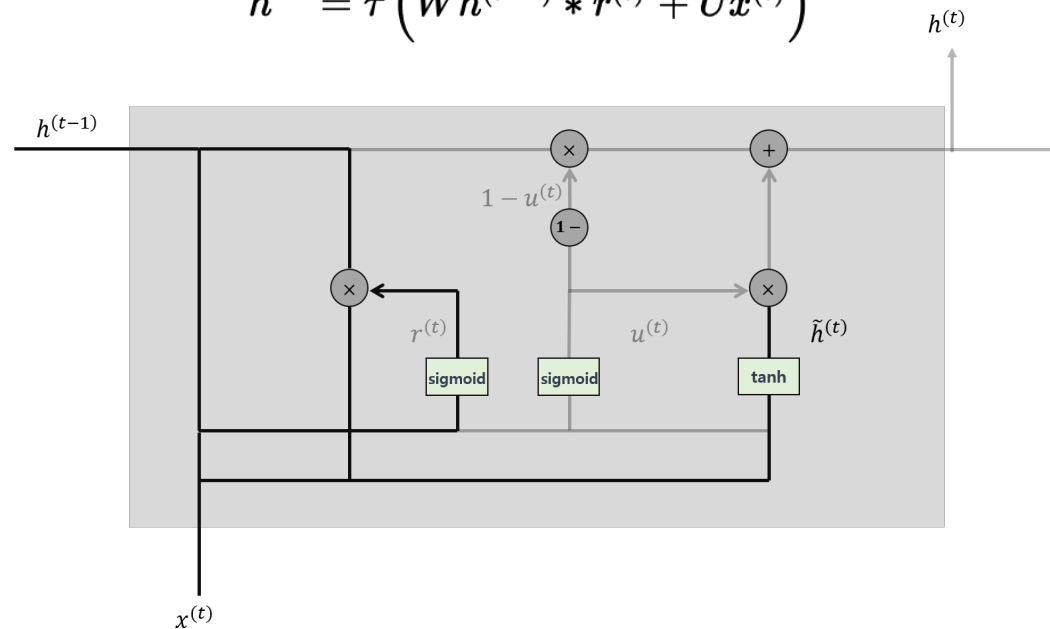 h^(t)
h^(t−1)
×
+
1 − u^(t)
1 −
×
×
r^(t)
u^(t)
h̃^(t)
sigmoid
sigmoid
tanh
x^(t)